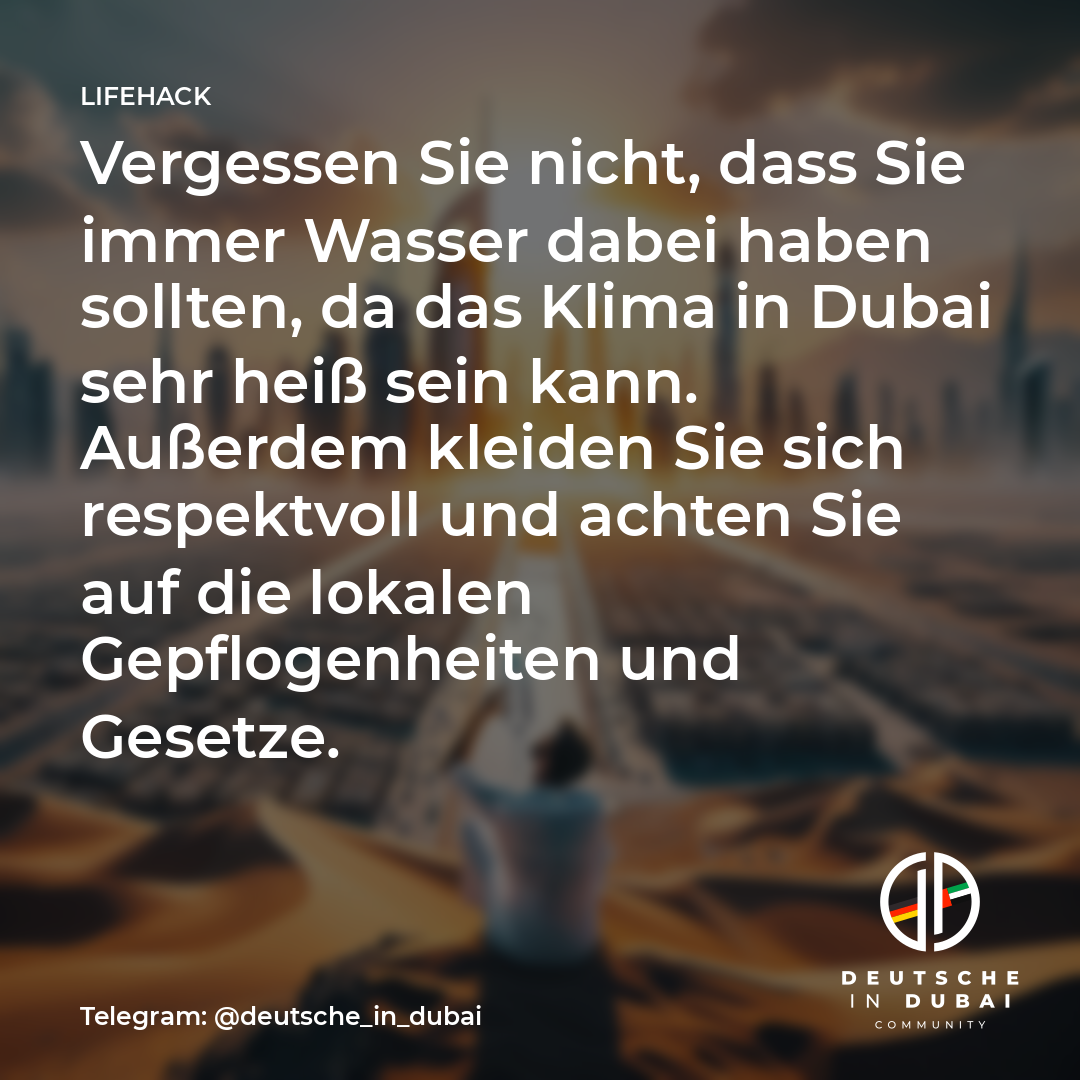 LIFEHACK
Vergessen Sie nicht, dass Sie
immer Wasser dabei haben
sollten, da das Klima in Dubai
sehr heiß sein kann.
Außerdem kleiden Sie sich
respektvoll und achten Sie
auf die lokalen
Gepflogenheiten und
Gesetze.
DEUTSCHE
IN DUBAI
COMMUNITY
Telegram: @deutsche_in_dubai